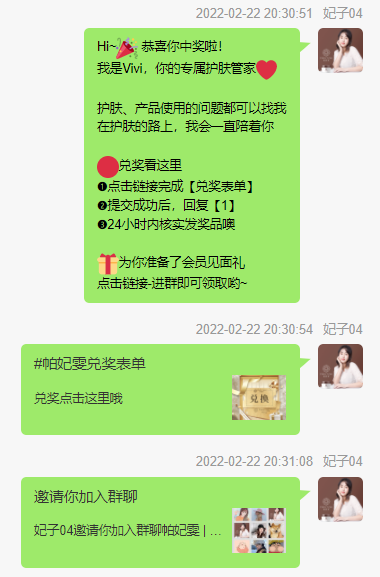 2022-02-22 20:30:51 妃子04
Hi~🎉 恭喜你中奖啦!
我是Vivi，你的专属护肤管家❤️
护肤、产品使用的问题都可以找我
在护肤的路上，我会一直陪着你
🔴兑奖看这里
❶点击链接完成【兑奖表单】
❷提交成功后，回复【1】
❸24小时内核实发奖品噢
🎁为你准备了会员见面礼
点击链接-进群即可领取哟~
2022-02-22 20:30:54 妃子04
#帕妃雯兑奖表单
兑奖点击这里哦
兑换
2022-02-22 20:31:08 妃子04
邀请你加入群聊
妃子04邀请你加入群聊帕妃雯 | ...